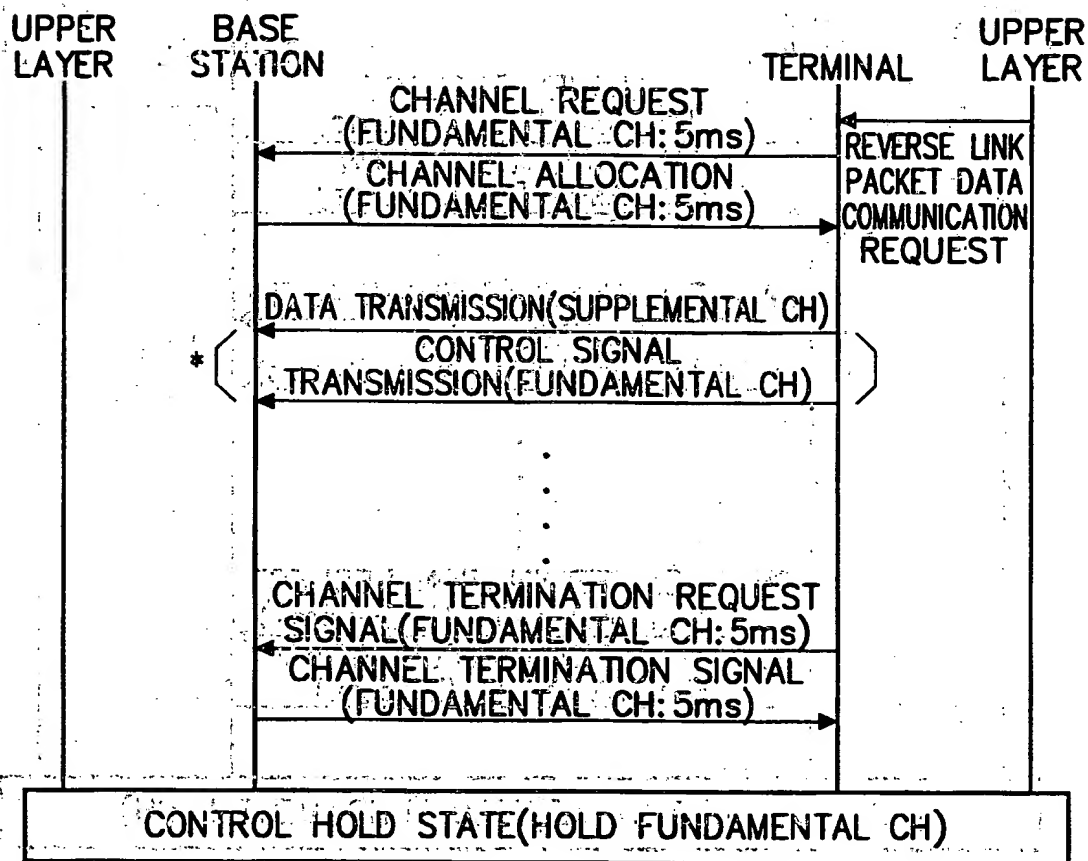 UPPER LAYER
BASE STATION
TERMINAL
UPPER LAYER
CHANNEL REQUEST
(FUNDAMENTAL CH: 5ms)
REVERSE LINK
PACKET DATA
COMMUNICATION
REQUEST
CHANNEL ALLOCATION
(FUNDAMENTAL CH: 5ms)
DATA TRANSMISSION(SUPPLEMENTAL CH)
*
CONTROL SIGNAL
TRANSMISSION(FUNDAMENTAL CH)
CHANNEL TERMINATION REQUEST
SIGNAL(FUNDAMENTAL CH: 5ms)
CHANNEL TERMINATION SIGNAL
(FUNDAMENTAL CH: 5ms)
CONTROL HOLD STATE(HOLD FUNDAMENTAL CH)